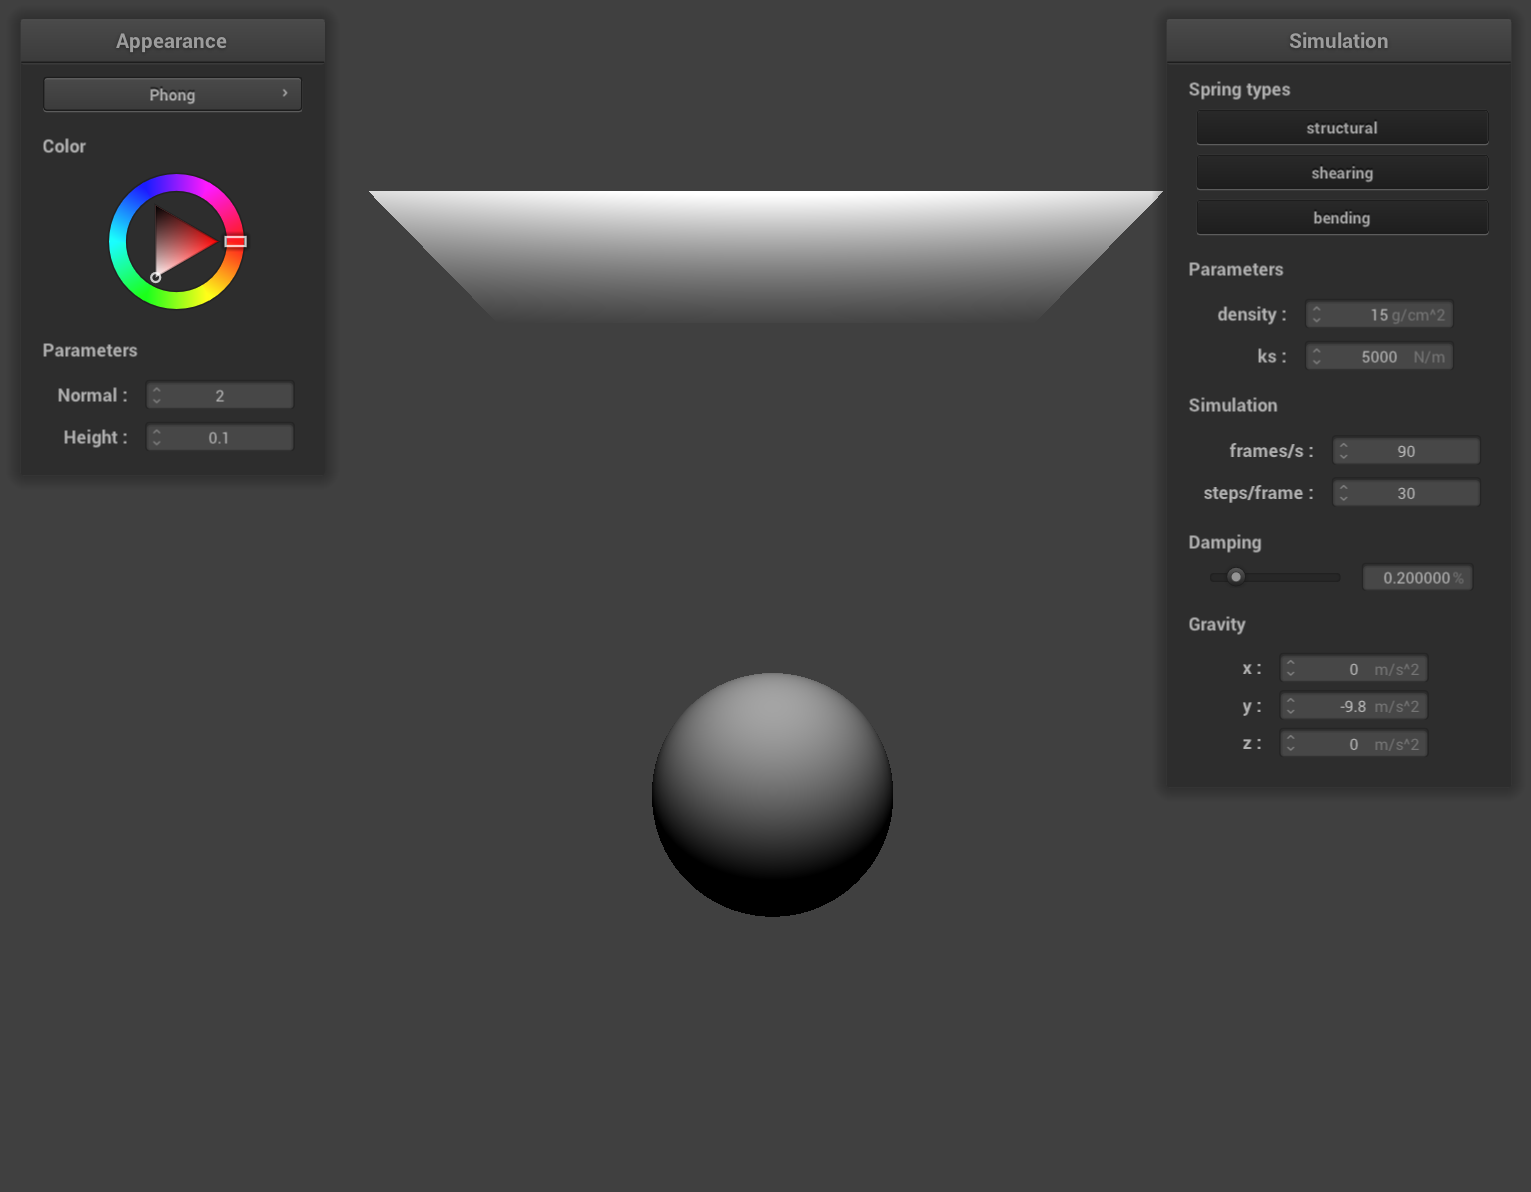 Appearance
Phong
Color
Parameters
Normal : 2
Height : 0.1
Simulation
Spring types
structural
shearing
bending
Parameters
density : 15 g/cm^2
ks : 5000 N/m
Simulation
frames/s : 90
steps/frame : 30
Damping
0.200000 %
Gravity
x : 0 m/s^2
y : -9.8 m/s^2
z : 0 m/s^2